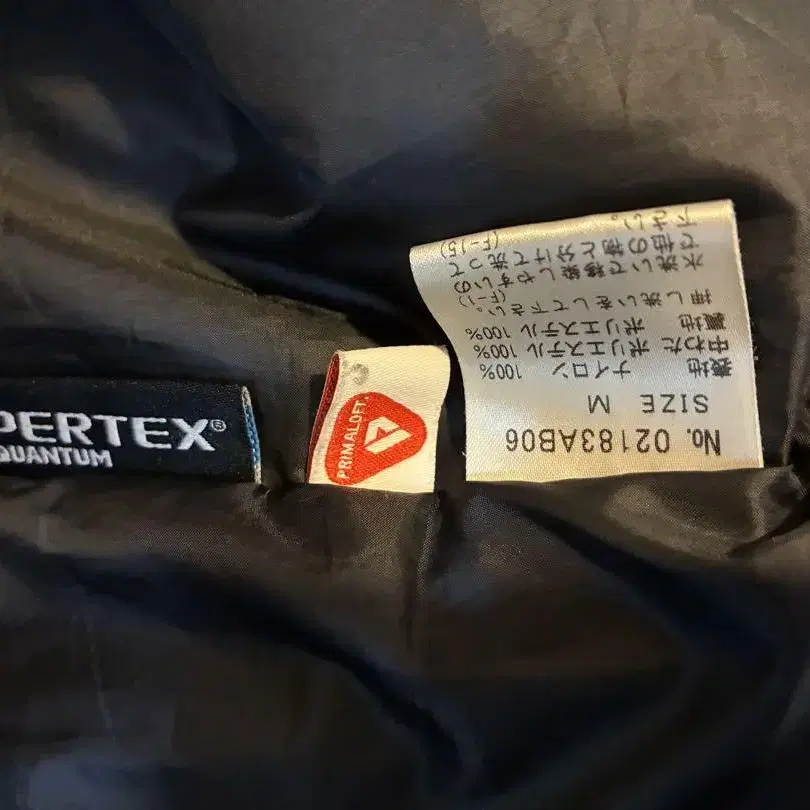 PERTEX®
QUANTUM
PRIMALOFT.
No. 02183AB06
SIZE M
表地 ナイロン 100%
中わた ポリエステル 100%
裏地 ポリエステル 100%
押し洗いをして下さい。(F-1)
水洗いで移染しやすいの
で他の物と分けて洗って
下さい。 (F-15)